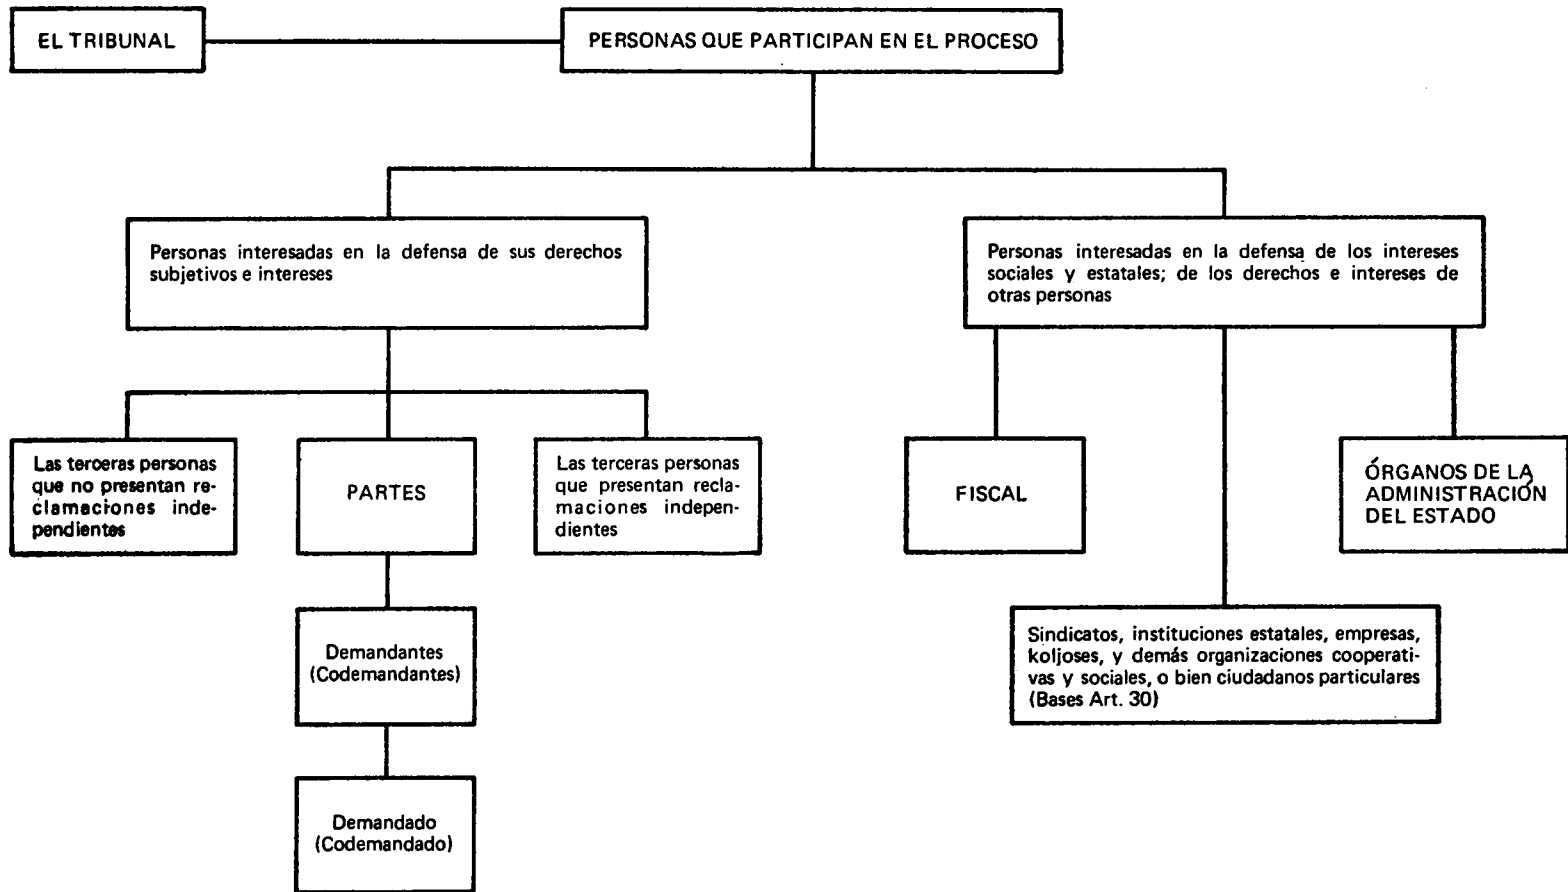 EL TRIBUNAL
PERSONAS QUE PARTICIPAN EN EL PROCESO
Personas interesadas en la defensa de sus derechos
subjetivos e intereses
Personas interesadas en la defensa de los intereses
sociales y estatales; de los derechos e intereses de
otras personas
Las terceras personas
que no presentan re-
clamaciones inde-
pendientes
PARTES
Las terceras personas
que presentan recla-
maciones indepen-
dientes
FISCAL
ÓRGANOS DE LA
ADMINISTRACIÓN
DEL ESTADO
Demandantes
(Codemandantes)
Sindicatos, instituciones estatales, empresas,
koljoses, y demás organizaciones cooperati-
vas y sociales, o bien ciudadanos particulares
(Bases Art. 30)
Demandado
(Codemandado)